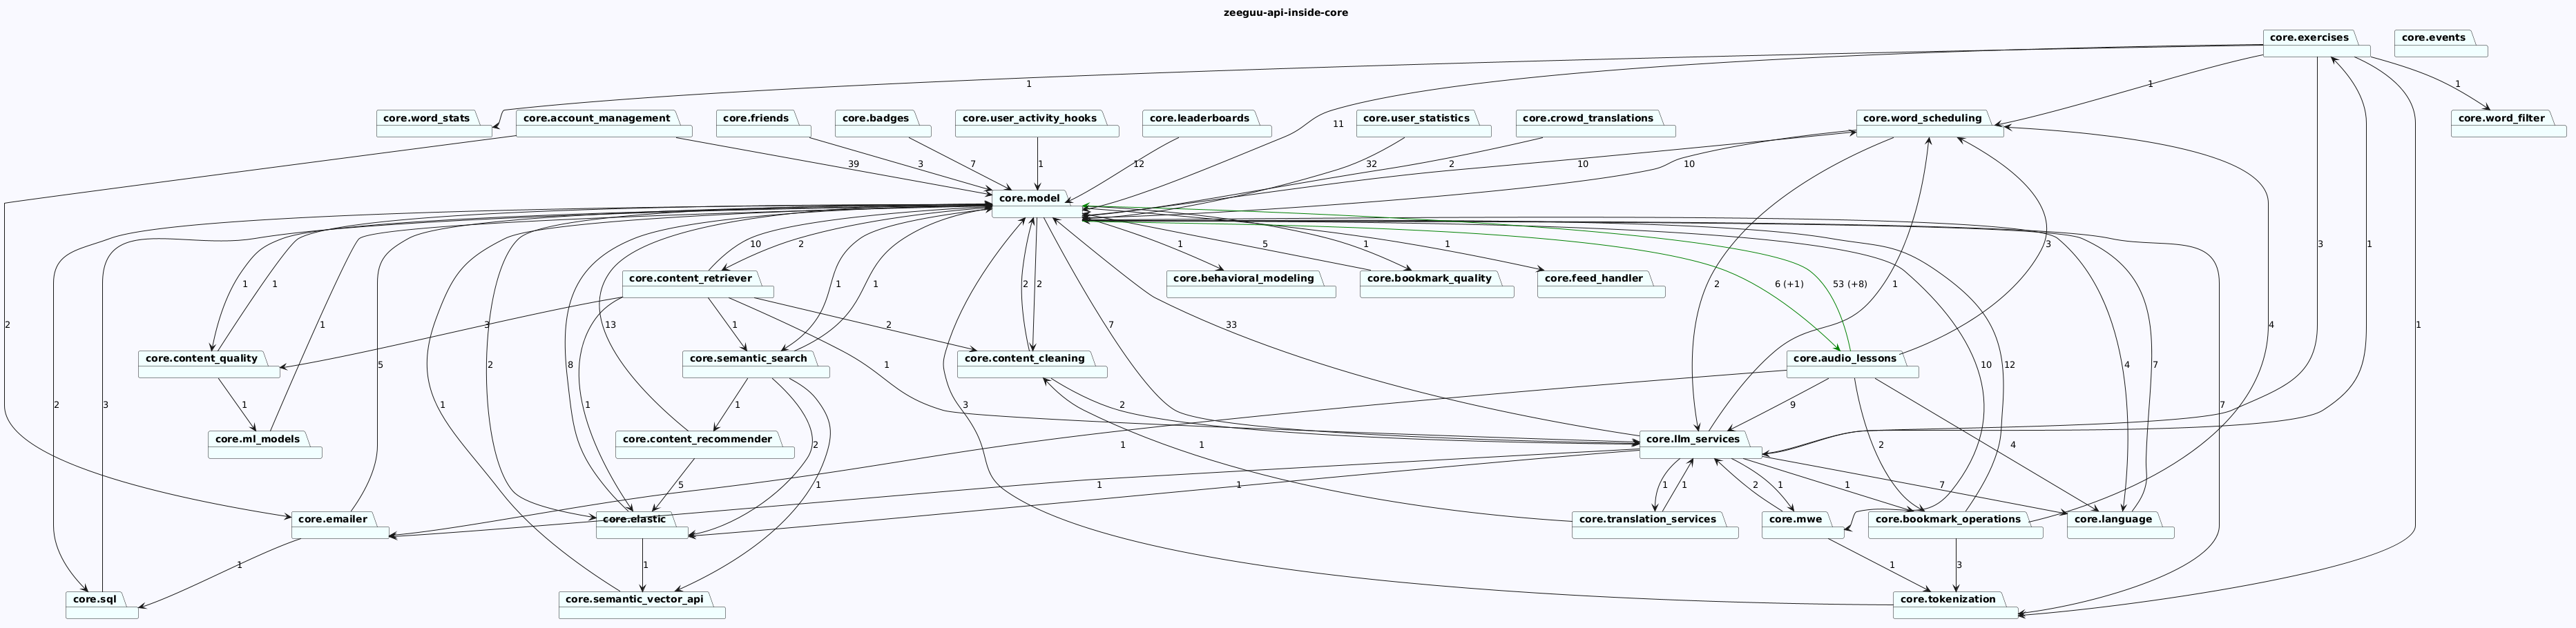 zeeguu-api-inside-core
core.exercises
core.events
1
1
1
core.word_stats
core.account_management
core.friends
core.badges
core.user_activity_hooks
core.leaderboards
core.user_statistics
core.crowd_translations
core.word_scheduling
core.word_filter
11
39
3
7
1
12
32
2
10
10
core.model
10
2
1
5
1
1
3
1
core.content_retriever
core.behavioral_modeling
core.bookmark_quality
core.feed_handler
1
1
1
1
2
2
6 (+1)
53 (+8)
2
1
3
2
1
3
13
1
2
7
33
4
1
core.content_quality
core.semantic_search
core.content_cleaning
core.audio_lessons
5
1
2
8
1
10
12
4
7
2
3
1
1
2
3
2
1
1
9
2
4
7
core.ml_models
core.content_recommender
core.llm_services
5
1
1
1
1
1
1
2
1
1
7
core.emailer
core.elastic
core.translation_services
core.mwe
core.bookmark_operations
core.language
1
1
1
3
core.sql
core.semantic_vector_api
core.tokenization